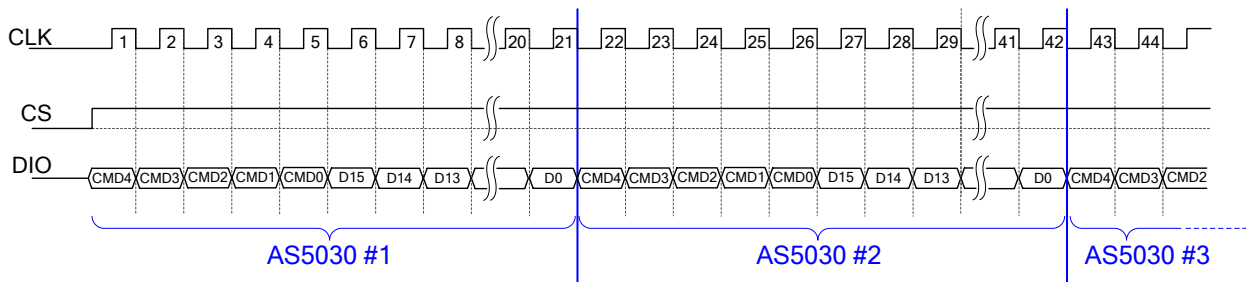 CLK 1 2 3 4 5 6 7 8 20 21 22 23 24 25 26 27 28 29 41 42 43 44
CS
DIO CMD4 CMD3 CMD2 CMD1 CMD0 D15 D14 D13 D0 CMD4 CMD3 CMD2 CMD1 CMD0 D15 D14 D13 D0 CMD4 CMD3 CMD2
AS5030 #1 AS5030 #2 AS5030 #3